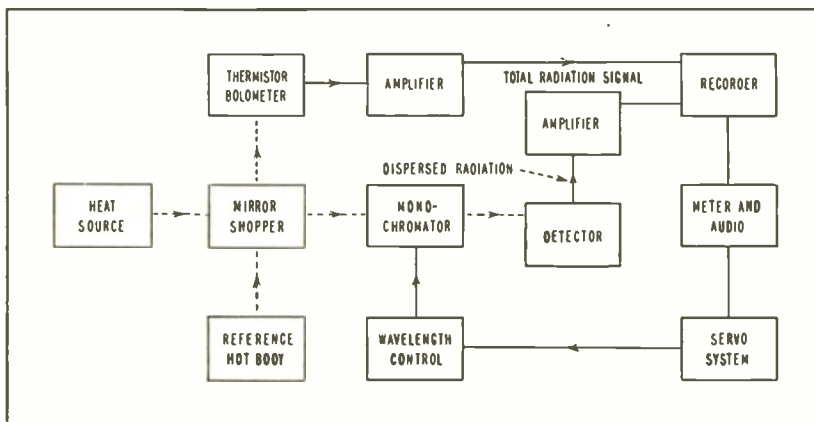 THERMISTOR
BOLOMETER
AMPLIFIER
TOTAL RADIATION SIGNAL
RECORDER
AMPLIFIER
DISPERSED RADIATION
HEAT
SOURCE
MIRROR
SHOPPER
MONO-
CHROMATOR
DETECTOR
METER AND
AUDIO
REFERENCE
HOT BODY
WAVELENGTH
CONTROL
SERVO
SYSTEM